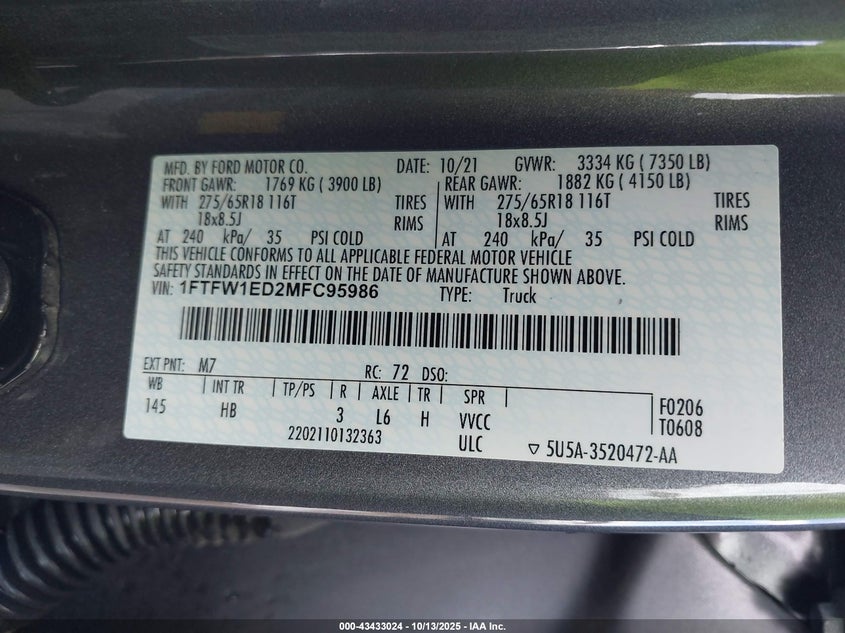 MFD. BY FORD MOTOR CO. DATE: 10/21 GVWR: 3334 KG ( 7350 LB)
FRONT GAWR: 1769 KG ( 3900 LB) REAR GAWR: 1882 KG ( 4150 LB)
WITH 275/65R18 116T TIRES WITH 275/65R18 116T TIRES
18x8.5J RIMS 18x8.5J RIMS
AT 240 kPa/ 35 PSI COLD AT 240 kPa/ 35 PSI COLD
THIS VEHICLE CONFORMS TO ALL APPLICABLE FEDERAL MOTOR VEHICLE
SAFETY STANDARDS IN EFFECT ON THE DATE OF MANUFACTURE SHOWN ABOVE.
VIN: 1FTFW1ED2MFC95986 TYPE: Truck
EXT PNT: M7 RC: 72 DSO:
WB INT TR TP/PS R AXLE TR SPR
145 HB 3 L6 H VVCC F0206
2202110132363 ULC T0608
▽ 5U5A-3520472-AA
000-43433024 - 10/13/2025 - IAA Inc.